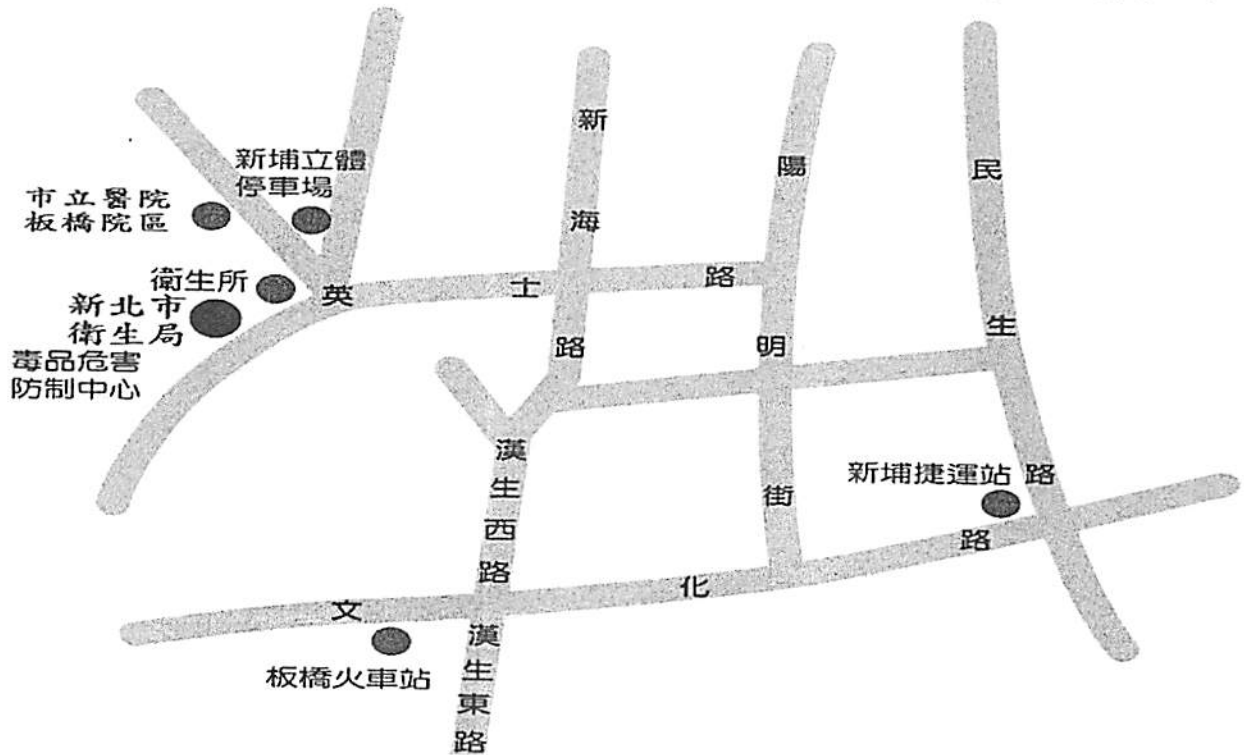 新埔立體
停車場
市立醫院
板橋院區
衛生所
新北市
衛生局
毒品危害
防制中心
英士路
新海路
陽明街
民生路
漢生西路
新埔捷運站
文化路
板橋火車站
漢生東路